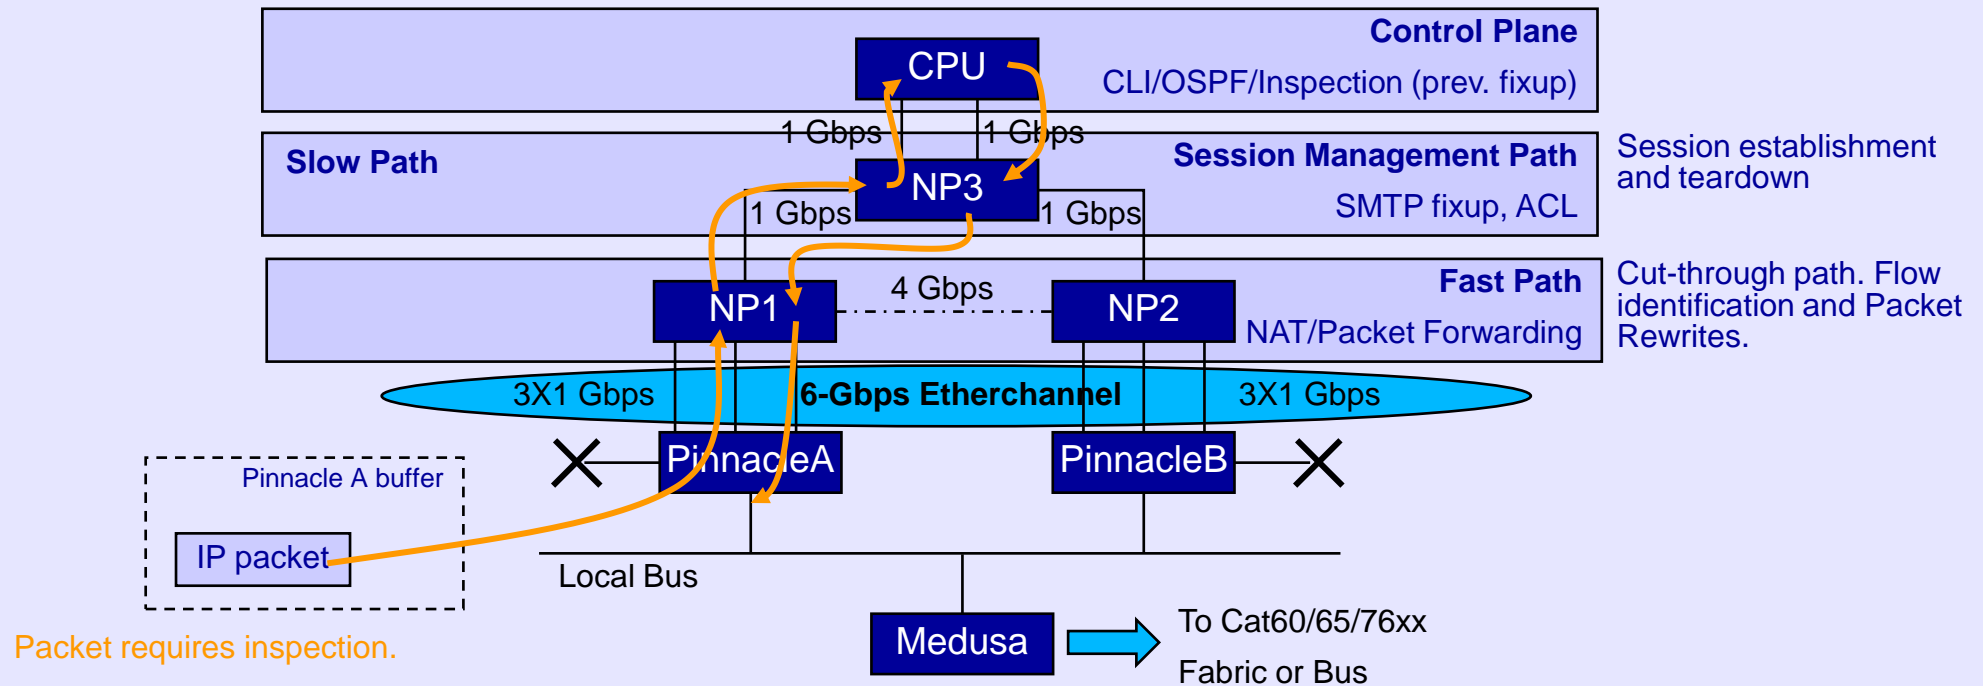 Control Plane
CPU
CLI/OSPF/Inspection (prev. fixup)
1 Gbps
1 Gbps
Slow Path
Session Management Path
Session establishment
and teardown
NP3
SMTP fixup, ACL
1 Gbps
1 Gbps
Fast Path
Cut-through path. Flow
identification and Packet
Rewrites.
4 Gbps
NP1
NP2
NAT/Packet Forwarding
3X1 Gbps
6-Gbps Etherchannel
3X1 Gbps
PinnacleA
PinnacleB
Pinnacle A buffer
IP packet
Local Bus
Medusa
To Cat60/65/76xx
Fabric or Bus
Packet requires inspection.